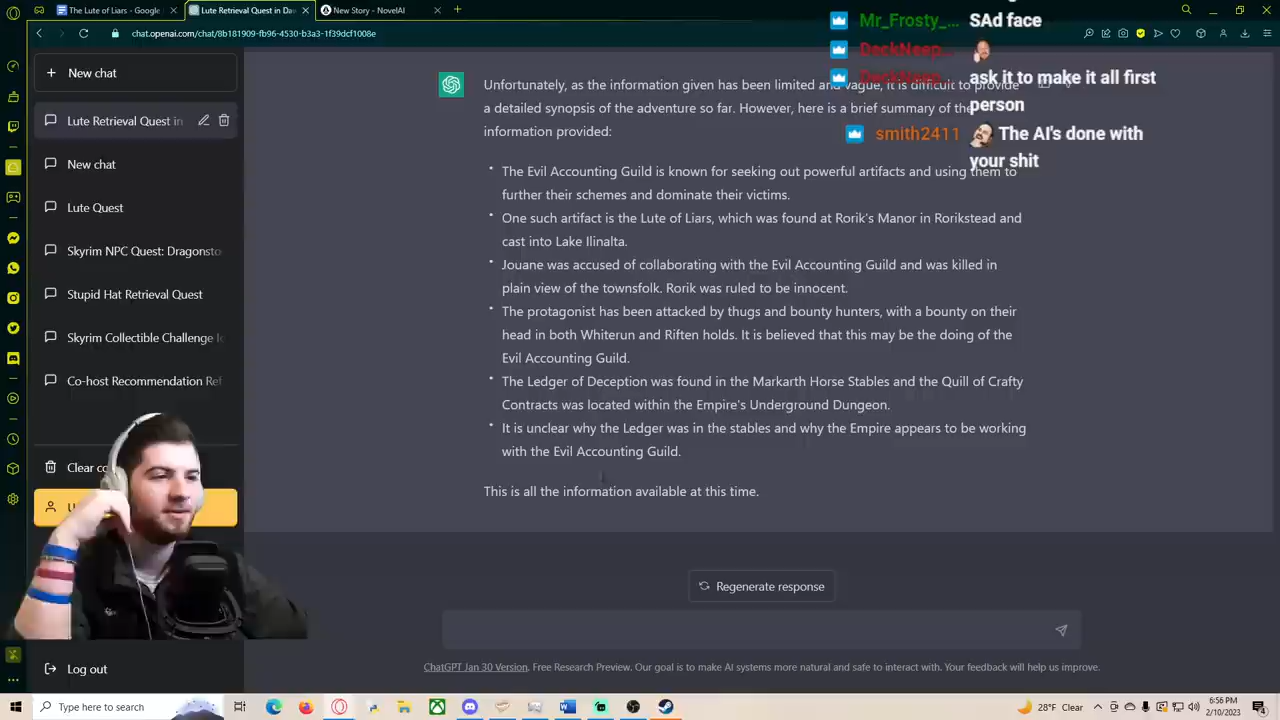 The Lute of Liars - Google
Lute Retrieval Quest in Da
New Story - NovelAI
chat.openai.com/chat/8b181909-fb96-4530-b3a3-1f39dcf1008e
Mr_Frosty_... SAd face
DeckNeep...
ask it to make it all first
person
smith2411 The AI's done with
your shit
New chat
Lute Retrieval Quest in
New chat
Lute Quest
Skyrim NPC Quest: Dragonsto
Stupid Hat Retrieval Quest
Skyrim Collectible Challenge Id
Co-host Recommendation Ref
Clear co
Log out
Unfortunately, as the information given has been limited and vague, it is difficult to provide
a detailed synopsis of the adventure so far. However, here is a brief summary of the
information provided:
• The Evil Accounting Guild is known for seeking out powerful artifacts and using them to
further their schemes and dominate their victims.
• One such artifact is the Lute of Liars, which was found at Rorik's Manor in Rorikstead and
cast into Lake Ilinalta.
• Jouane was accused of collaborating with the Evil Accounting Guild and was killed in
plain view of the townsfolk. Rorik was ruled to be innocent.
• The protagonist has been attacked by thugs and bounty hunters, with a bounty on their
head in both Whiterun and Riften holds. It is believed that this may be the doing of the
Evil Accounting Guild.
• The Ledger of Deception was found in the Markarth Horse Stables and the Quill of Crafty
Contracts was located within the Empire's Underground Dungeon.
• It is unclear why the Ledger was in the stables and why the Empire appears to be working
with the Evil Accounting Guild.
This is all the information available at this time.
Regenerate response
ChatGPT Jan 30 Version. Free Research Preview. Our goal is to make AI systems more natural and safe to interact with. Your feedback will help us improve.
Type here to search
28°F Clear
6:56 PM
2/10/2023